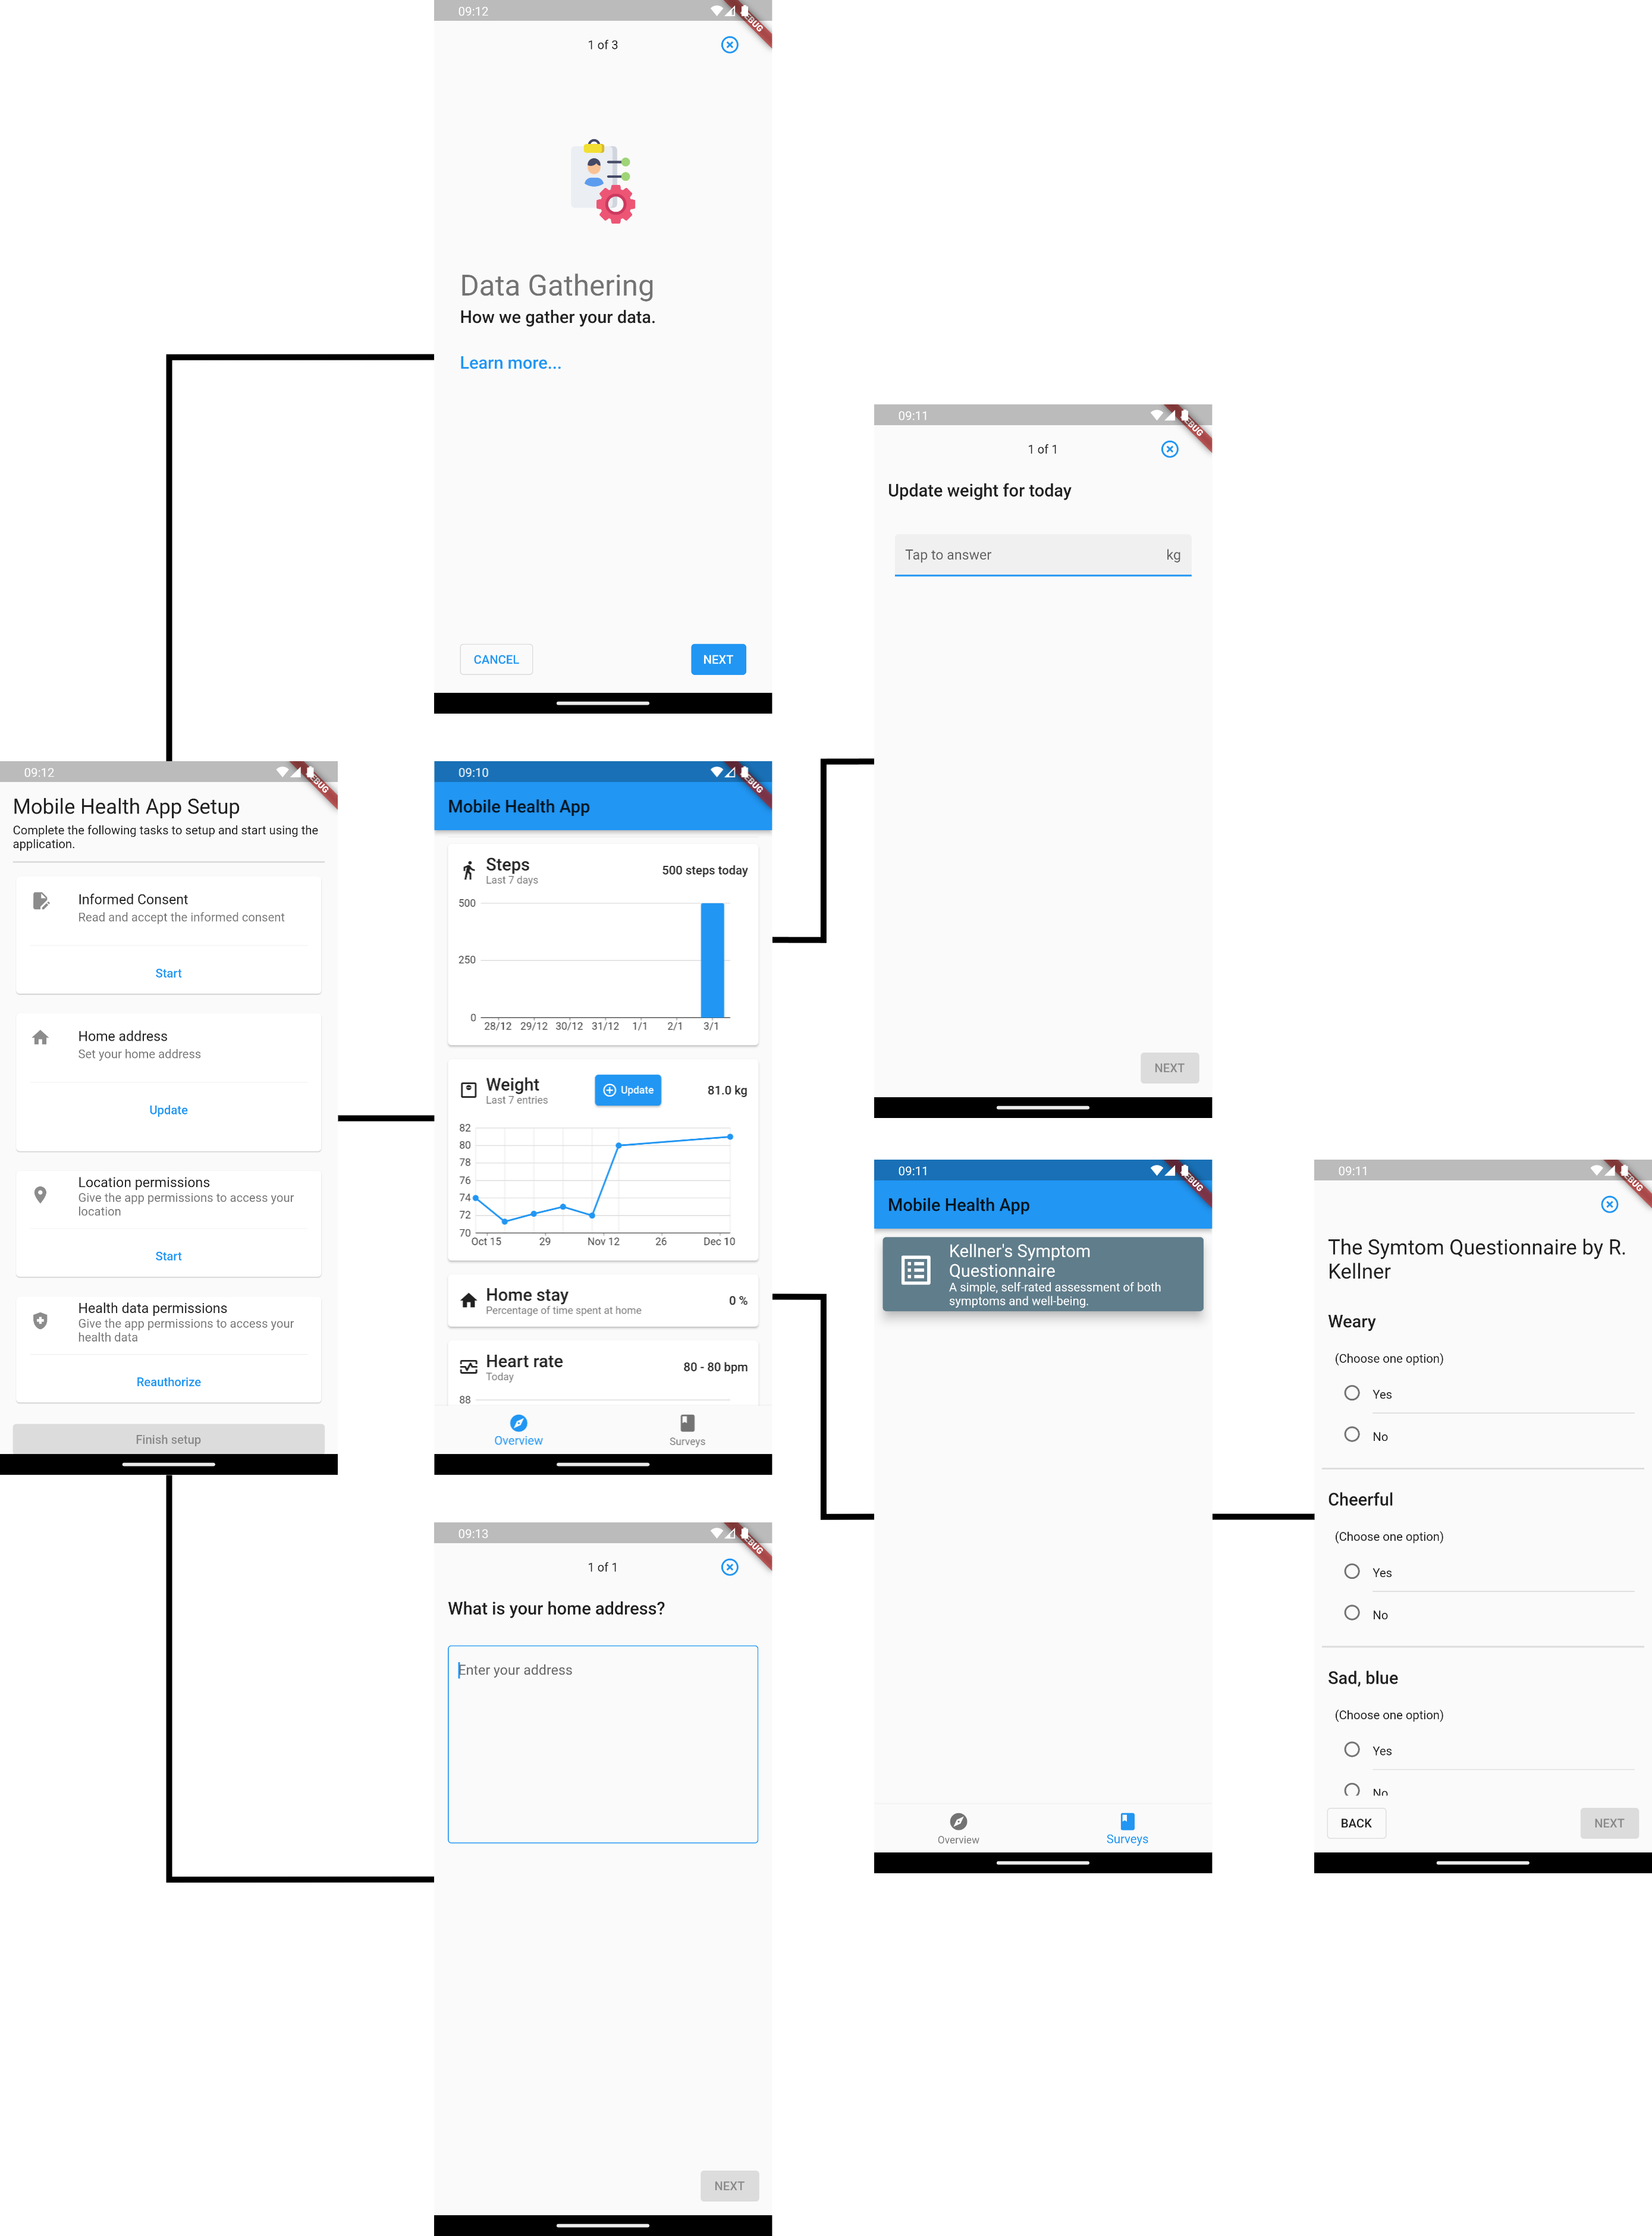 09:12
1 of 3
Data Gathering
How we gather your data.
Learn more...
CANCEL
NEXT
09:11
1 of 1
Update weight for today
Tap to answer
kg
NEXT
09:12
Mobile Health App Setup
Complete the following tasks to setup and start using the
application.
Informed Consent
Read and accept the informed consent
Start
Home address
Set your home address
Update
Location permissions
Give the app permissions to access your
location
Start
Health data permissions
Give the app permissions to access your
health data
Reauthorize
Finish setup
09:10
Mobile Health App
Steps
Last 7 days
500 steps today
500
250
0
28/12 29/12 30/12 31/12 1/1 2/1 3/1
Weight
Last 7 entries
Update
81.0 kg
82
80
78
76
74
72
70
Oct 15 29 Nov 12 26 Dec 10
Home stay
Percentage of time spent at home
0 %
Heart rate
Today
80 - 80 bpm
88
Overview
Surveys
09:11
Mobile Health App
Kellner's Symptom
Questionnaire
A simple, self-rated assessment of both
symptoms and well-being.
Overview
Surveys
09:11
The Symtom Questionnaire by R.
Kellner
Weary
(Choose one option)
Yes
No
Cheerful
(Choose one option)
Yes
No
Sad, blue
(Choose one option)
Yes
No
BACK
NEXT
09:13
1 of 1
What is your home address?
Enter your address
NEXT